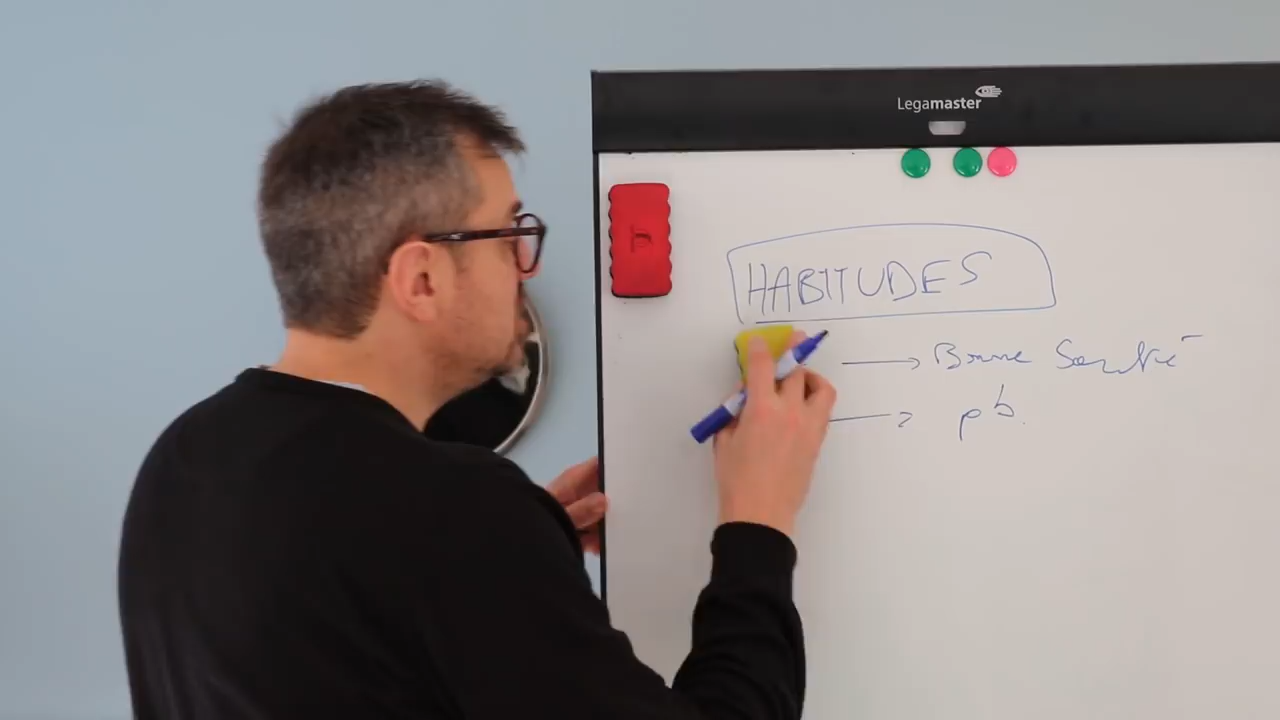 Legamaster
HABITUDES
→ Bonne Santé
→ pb.